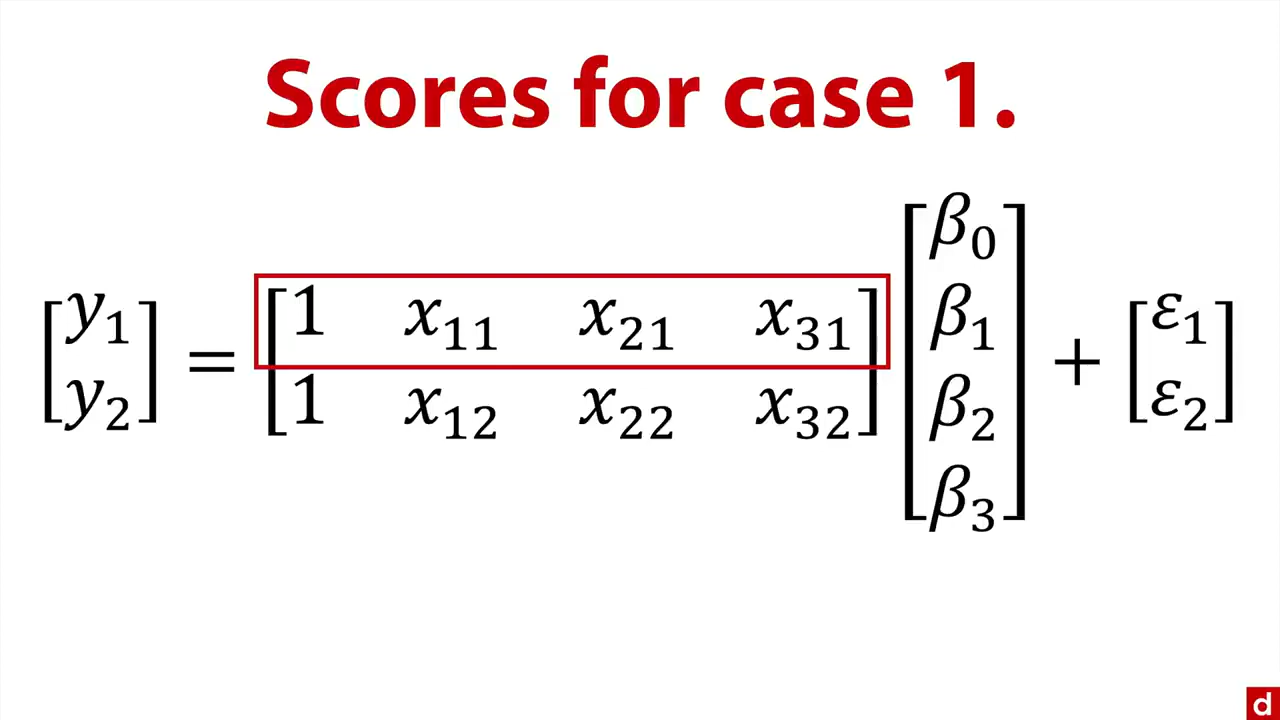 Scores for case 1.
[y₁ y₂] = [1 x₁₁ x₂₁ x₃₁; 1 x₁₂ x₂₂ x₃₂] [β₀ β₁ β₂ β₃] + [ε₁ ε₂]
d